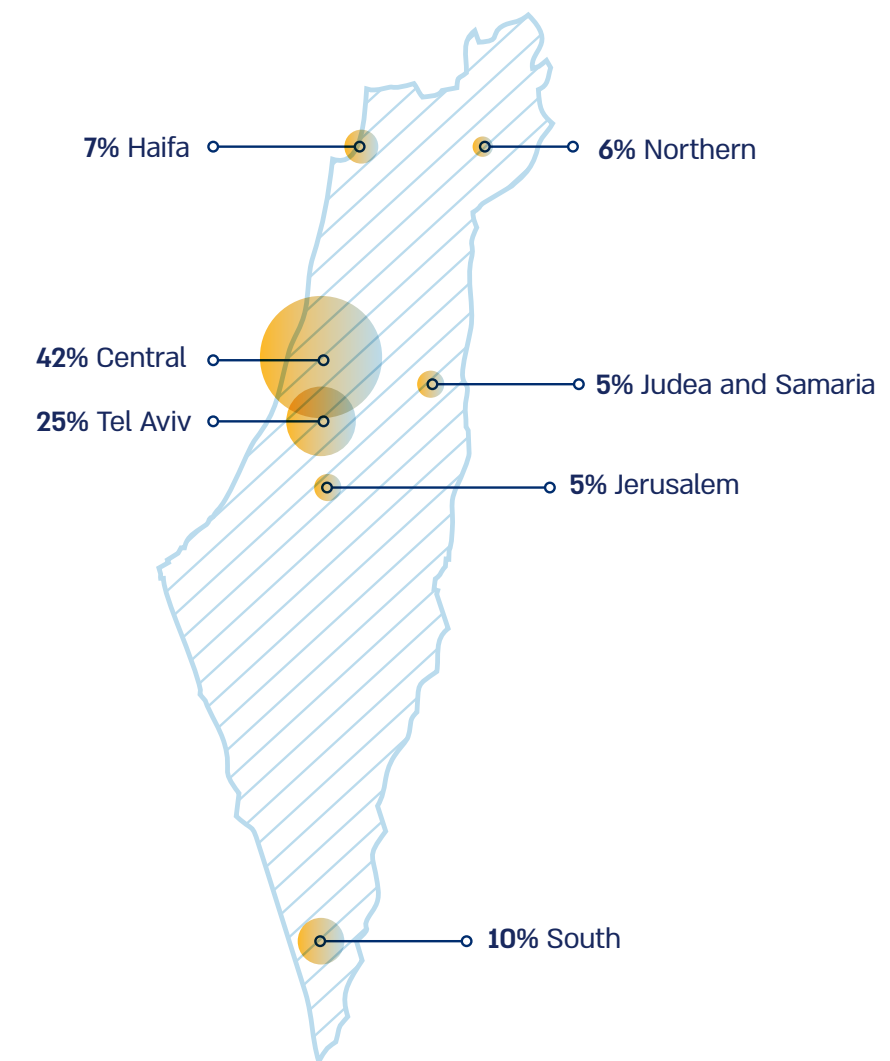 7% Haifa
6% Northern
42% Central
5% Judea and Samaria
25% Tel Aviv
5% Jerusalem
10% South